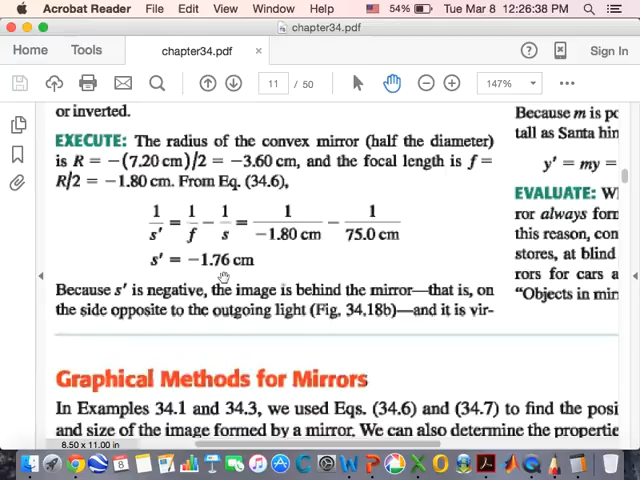 Acrobat Reader File Edit View Window 54% Tue Mar 8 12:26:38 PM
chapter34.pdf
Home Tools chapter34.pdf × Sign In
11 / 50 147%
or inverted.
EXECUTE: The radius of the convex mirror (half the diameter)
is R = −(7.20 cm)/2 = −3.60 cm, and the focal length is f =
R/2 = −1.80 cm. From Eq. (34.6),
1/s′ = 1/f − 1/s = 1/−1.80 cm − 1/75.0 cm
s′ = −1.76 cm
Because s′ is negative, the image is behind the mirror—that is, on
the side opposite to the outgoing light (Fig. 34.18b)—and it is vir-
Graphical Methods for Mirrors
In Examples 34.1 and 34.3, we used Eqs. (34.6) and (34.7) to find the posi
and size of the image formed by a mirror. We can also determine the propertie
Because m is po
tall as Santa hin
y′ = my =
EVALUATE: W
ror always form
this reason, con
stores, at blind
rors for cars a
"Objects in mir
8.50 x 11.00 in